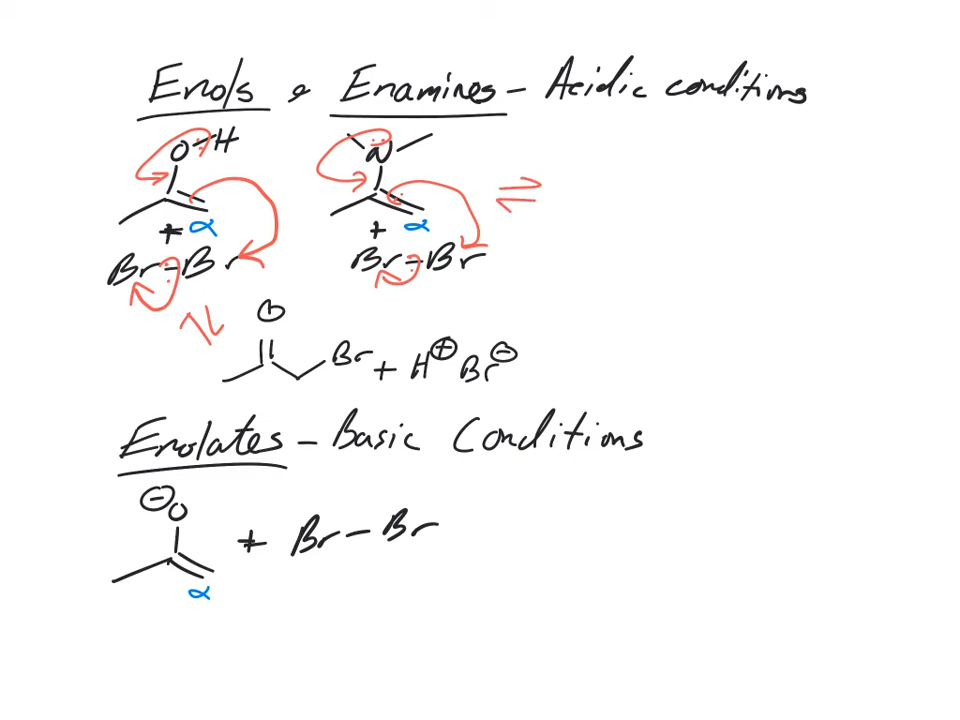 Enols & Enamines - Acidic conditions
O-H N
α α
+ +
Br-Br Br-Br
O
Br + H⊕ Br⊖
Enolates - Basic Conditions
⊖O
+ Br-Br
α